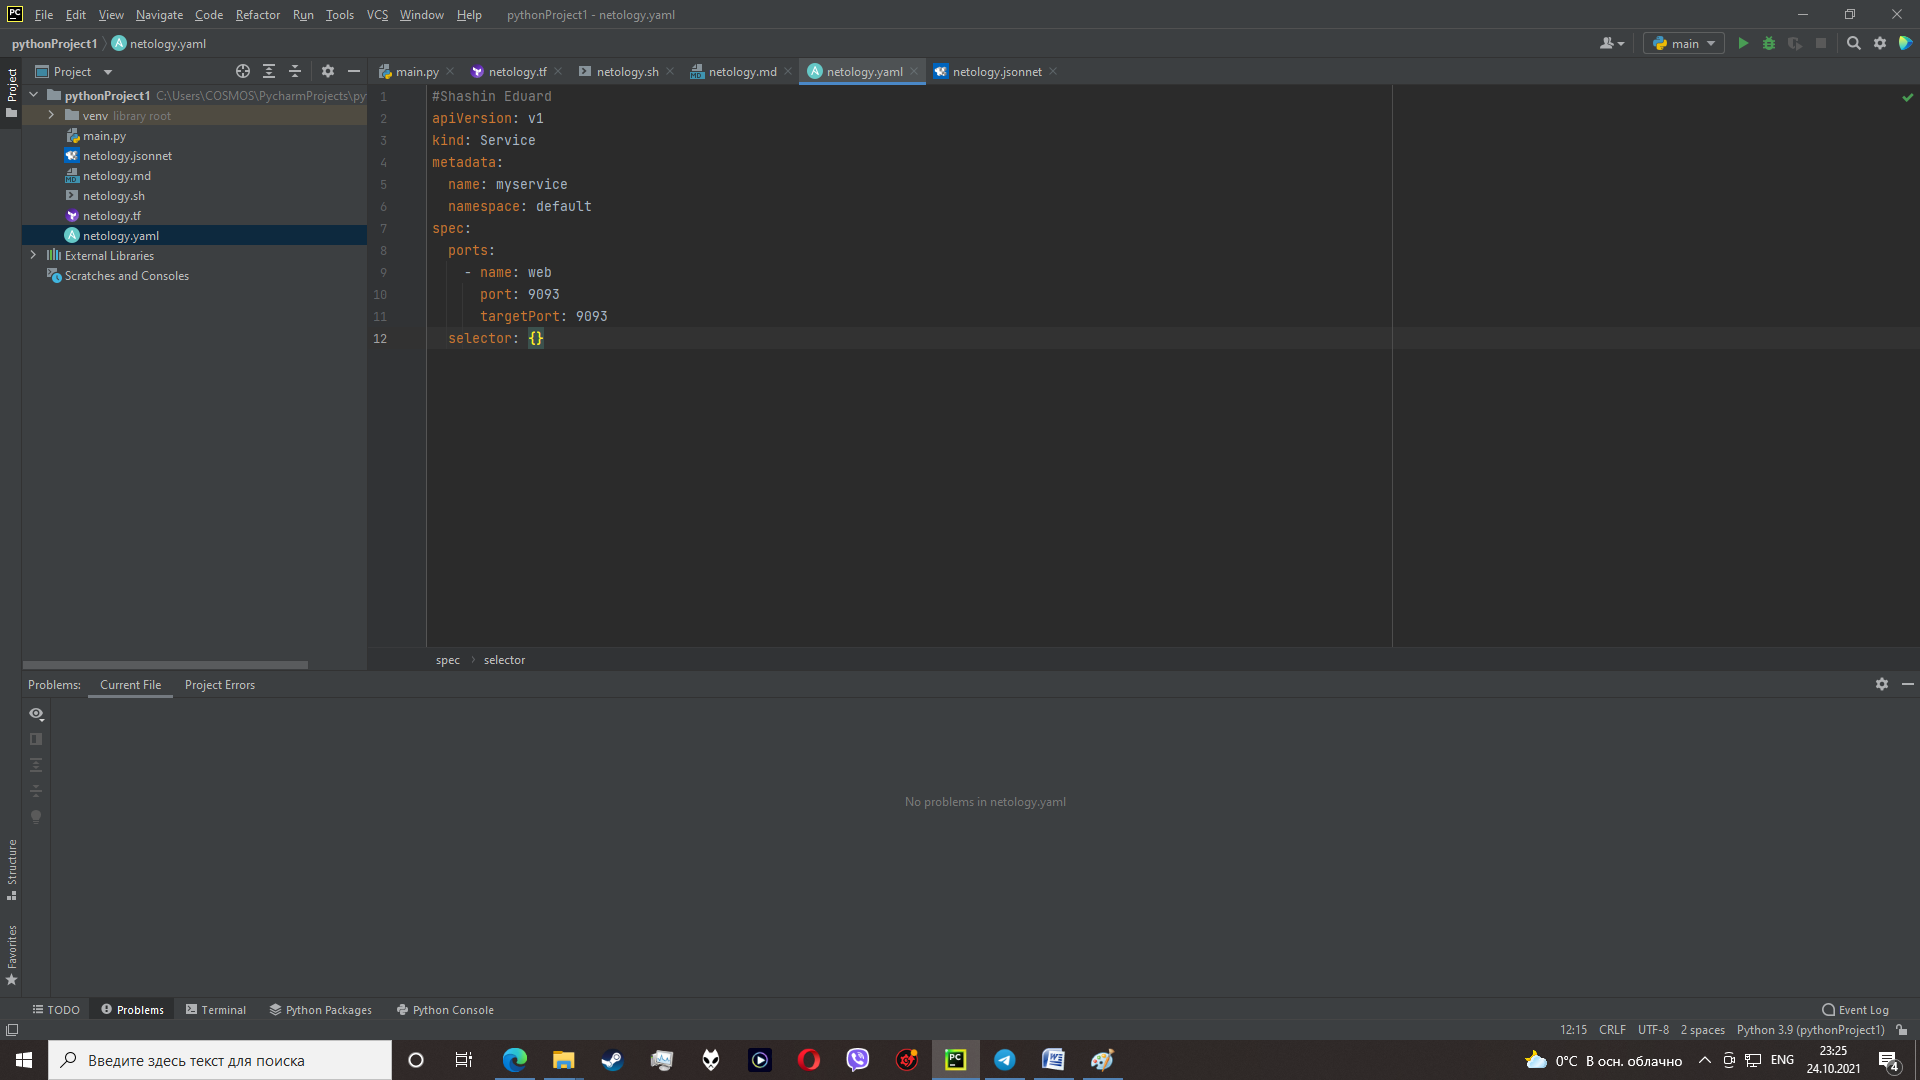 File Edit View Navigate Code Refactor Run Tools VCS Window Help pythonProject1 - netology.yaml
pythonProject1 netology.yaml main
Project
Project
main.py netology.tf netology.sh netology.md netology.yaml netology.jsonnet
pythonProject1 C:\Users\COSMOS\PycharmProjects\py
venv library root
main.py
netology.jsonnet
netology.md
netology.sh
netology.tf
netology.yaml
External Libraries
Scratches and Consoles
1 #Shashin Eduard
2 apiVersion: v1
3 kind: Service
4 metadata:
5 name: myservice
6 namespace: default
7 spec:
8 ports:
9 - name: web
10 port: 9093
11 targetPort: 9093
12 selector: {}
spec selector
Problems: Current File Project Errors
No problems in netology.yaml
Structure
Favorites
TODO Problems Terminal Python Packages Python Console Event Log
12:15 CRLF UTF-8 2 spaces Python 3.9 (pythonProject1)
Введите здесь текст для поиска
0°C В осн. облачно ENG
23:25
24.10.2021
4